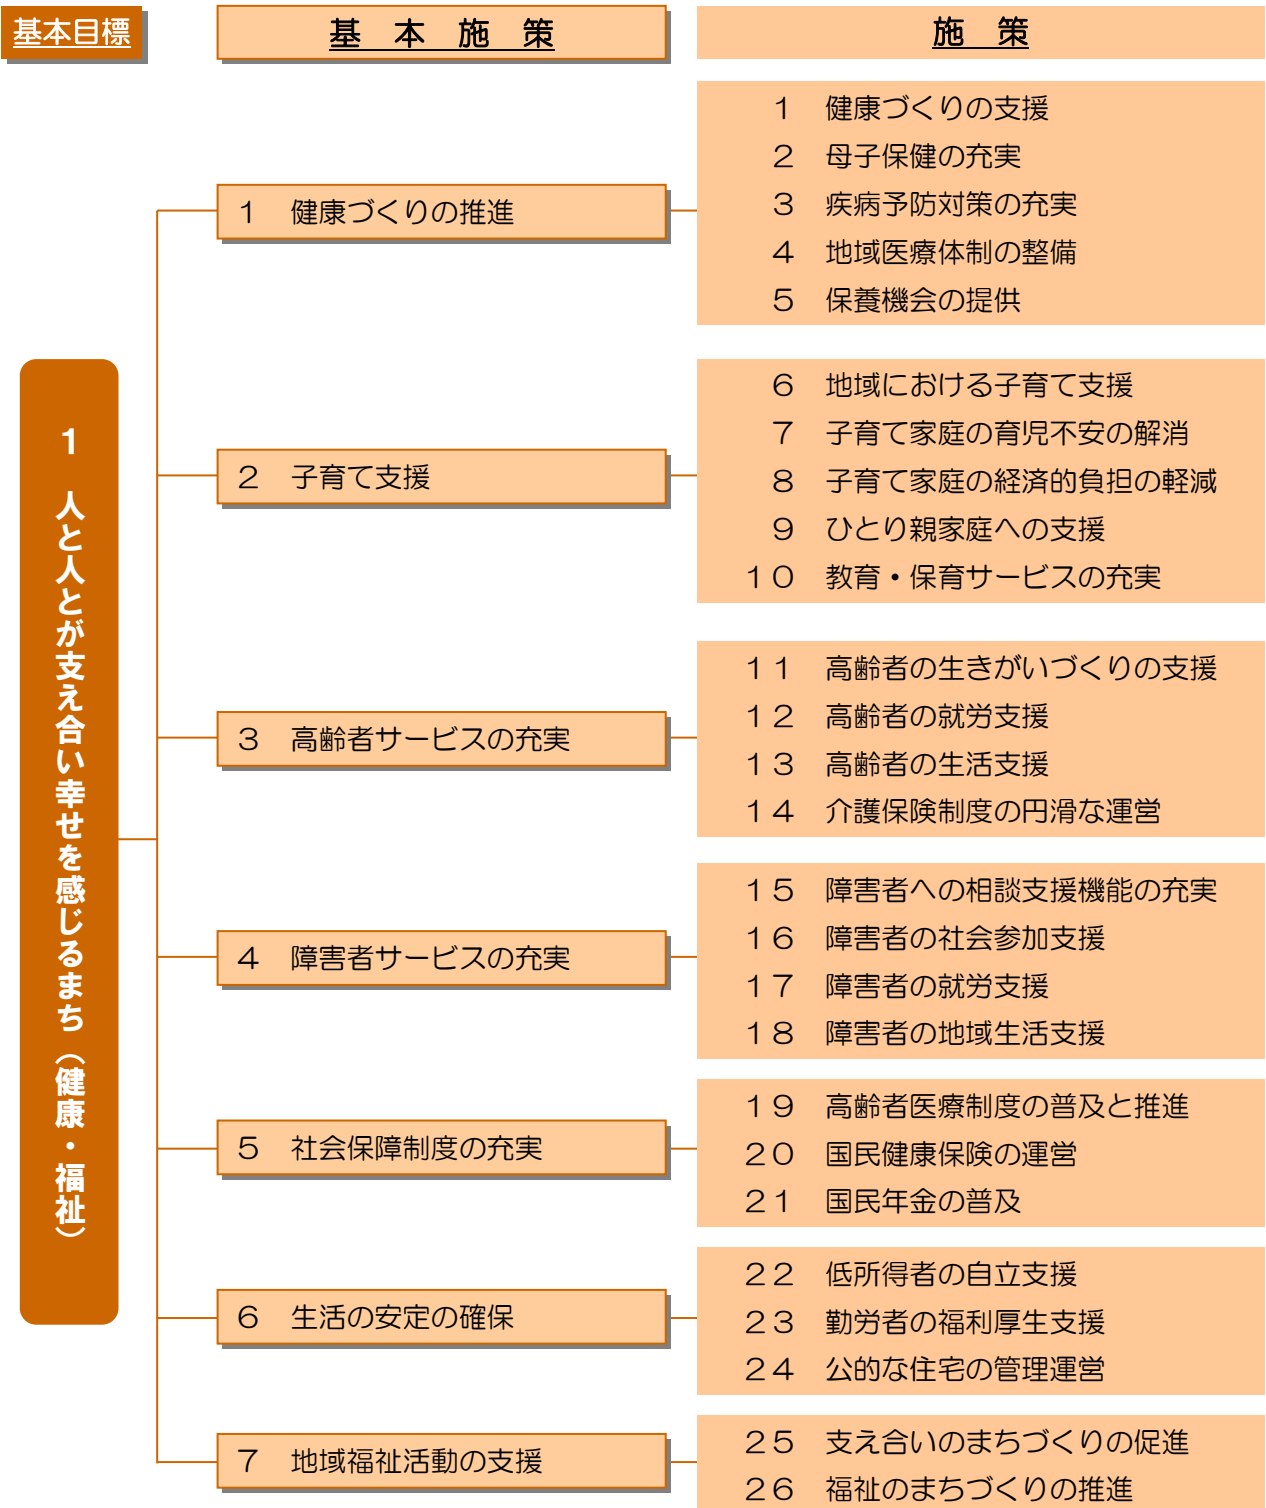 基本目標
基　本　施　策
施　策
１　人と人とが支え合い幸せを感じるまち（健康・福祉）
１　健康づくりの推進
１　健康づくりの支援
２　母子保健の充実
３　疾病予防対策の充実
４　地域医療体制の整備
５　保養機会の提供
２　子育て支援
６　地域における子育て支援
７　子育て家庭の育児不安の解消
８　子育て家庭の経済的負担の軽減
９　ひとり親家庭への支援
１０　教育・保育サービスの充実
３　高齢者サービスの充実
１１　高齢者の生きがいづくりの支援
１２　高齢者の就労支援
１３　高齢者の生活支援
１４　介護保険制度の円滑な運営
４　障害者サービスの充実
１５　障害者への相談支援機能の充実
１６　障害者の社会参加支援
１７　障害者の就労支援
１８　障害者の地域生活支援
５　社会保障制度の充実
１９　高齢者医療制度の普及と推進
２０　国民健康保険の運営
２１　国民年金の普及
６　生活の安定の確保
２２　低所得者の自立支援
２３　勤労者の福利厚生支援
２４　公的な住宅の管理運営
７　地域福祉活動の支援
２５　支え合いのまちづくりの促進
２６　福祉のまちづくりの推進